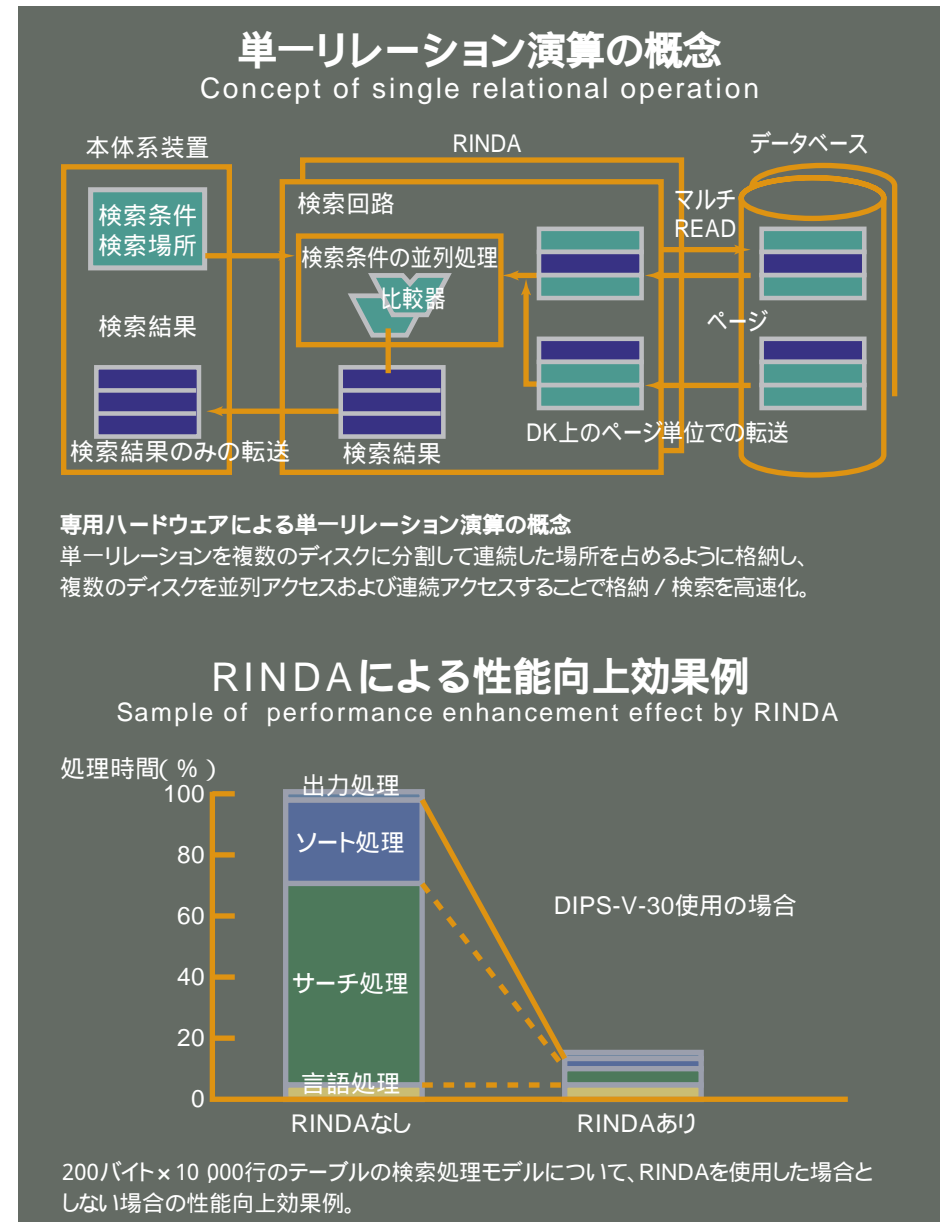 単一リレーション演算の概念
Concept of single relational operation
本体系装置
RINDA
データベース
検索条件
検索場所
検索回路
マルチ
READ
検索条件の並列処理
比較器
検索結果
ページ
検索結果のみの転送
検索結果
DK上のページ単位での転送
専用ハードウェアによる単一リレーション演算の概念
単一リレーションを複数のディスクに分割して連続した場所を占めるように格納し、
複数のディスクを並列アクセスおよび連続アクセスすることで格納 / 検索を高速化。
RINDAによる性能向上効果例
Sample of performance enhancement effect by RINDA
処理時間( % )
100
80
60
40
20
0
出力処理
ソート処理
サーチ処理
言語処理
DIPS-V-30使用の場合
RINDAなし
RINDAあり
200バイト×10,000行のテーブルの検索処理モデルについて、RINDAを使用した場合と
しない場合の性能向上効果例。